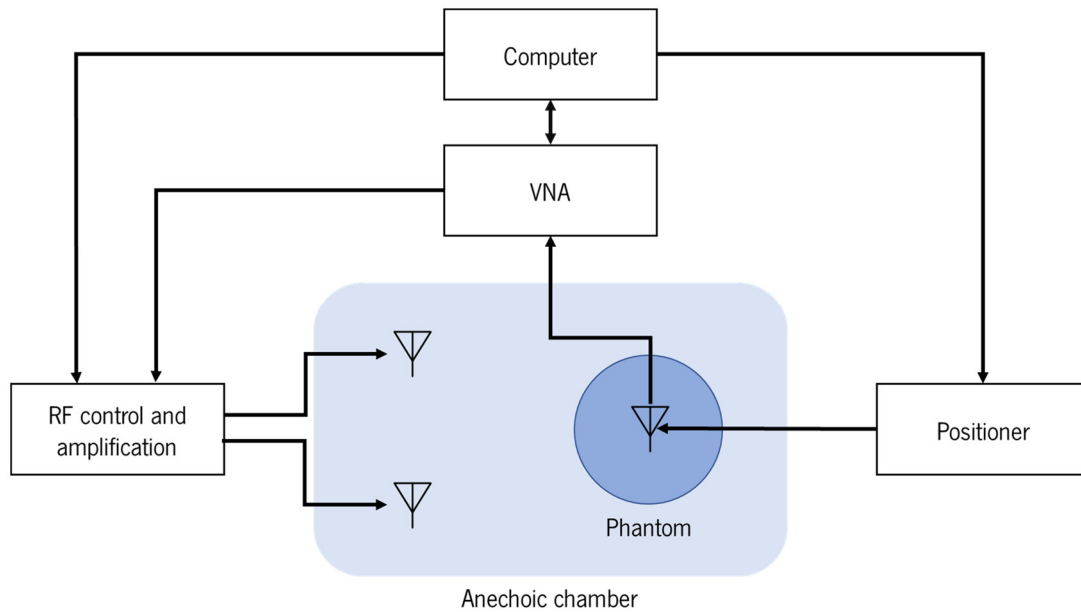 Computer
VNA
RF control and
amplification
Positioner
Phantom
Anechoic chamber